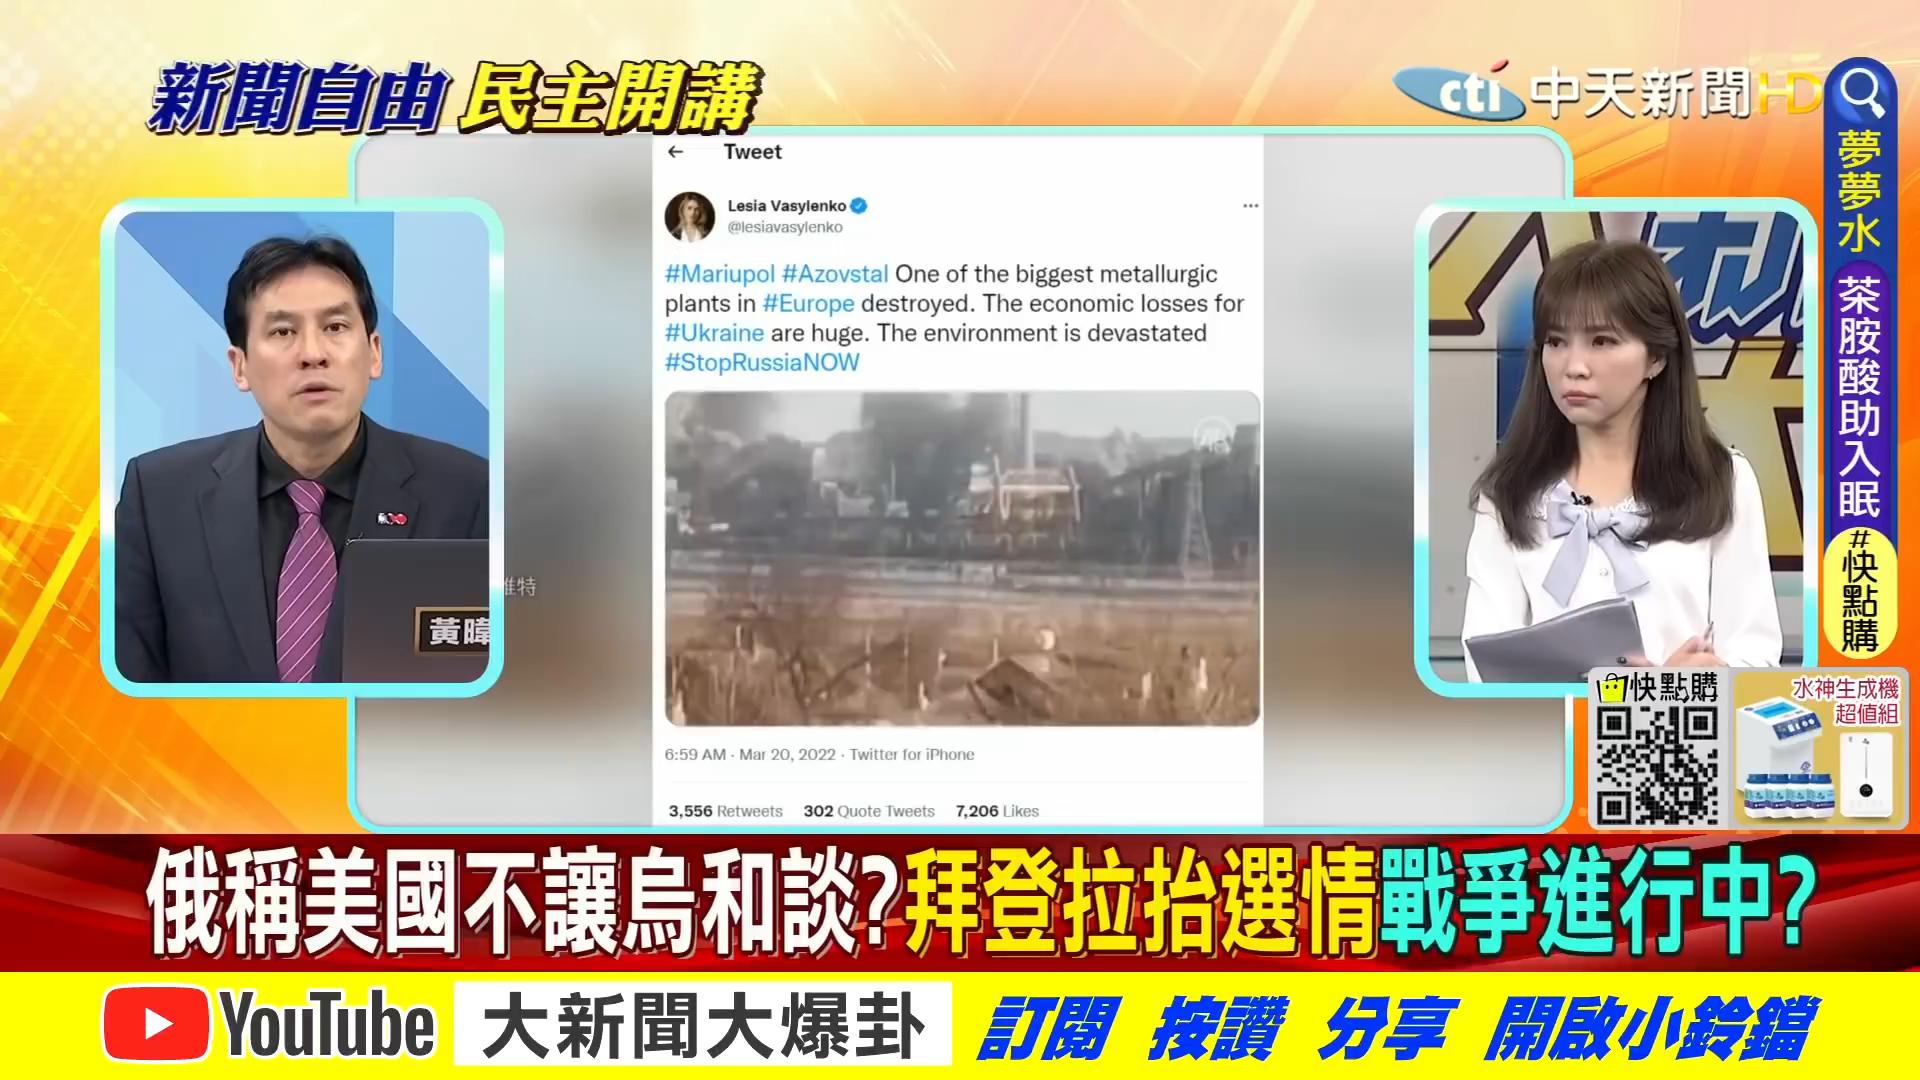 新聞自由 民主開講
cti 中天新聞HD
夢夢水
茶胺酸助入眠
#快點購
Tweet
Lesia Vasylenko
@lesiavasylenko
#Mariupol #Azovstal One of the biggest metallurgic
plants in #Europe destroyed. The economic losses for
#Ukraine are huge. The environment is devastated
#StopRussiaNOW
6:59 AM · Mar 20, 2022 · Twitter for iPhone
3,556 Retweets 302 Quote Tweets 7,206 Likes
黃暐
維特
快點購
水神生成機
超值組
俄稱美國不讓烏和談?拜登拉抬選情戰爭進行中?
YouTube 大新聞大爆卦 訂閱 按讚 分享 開啟小鈴鐺